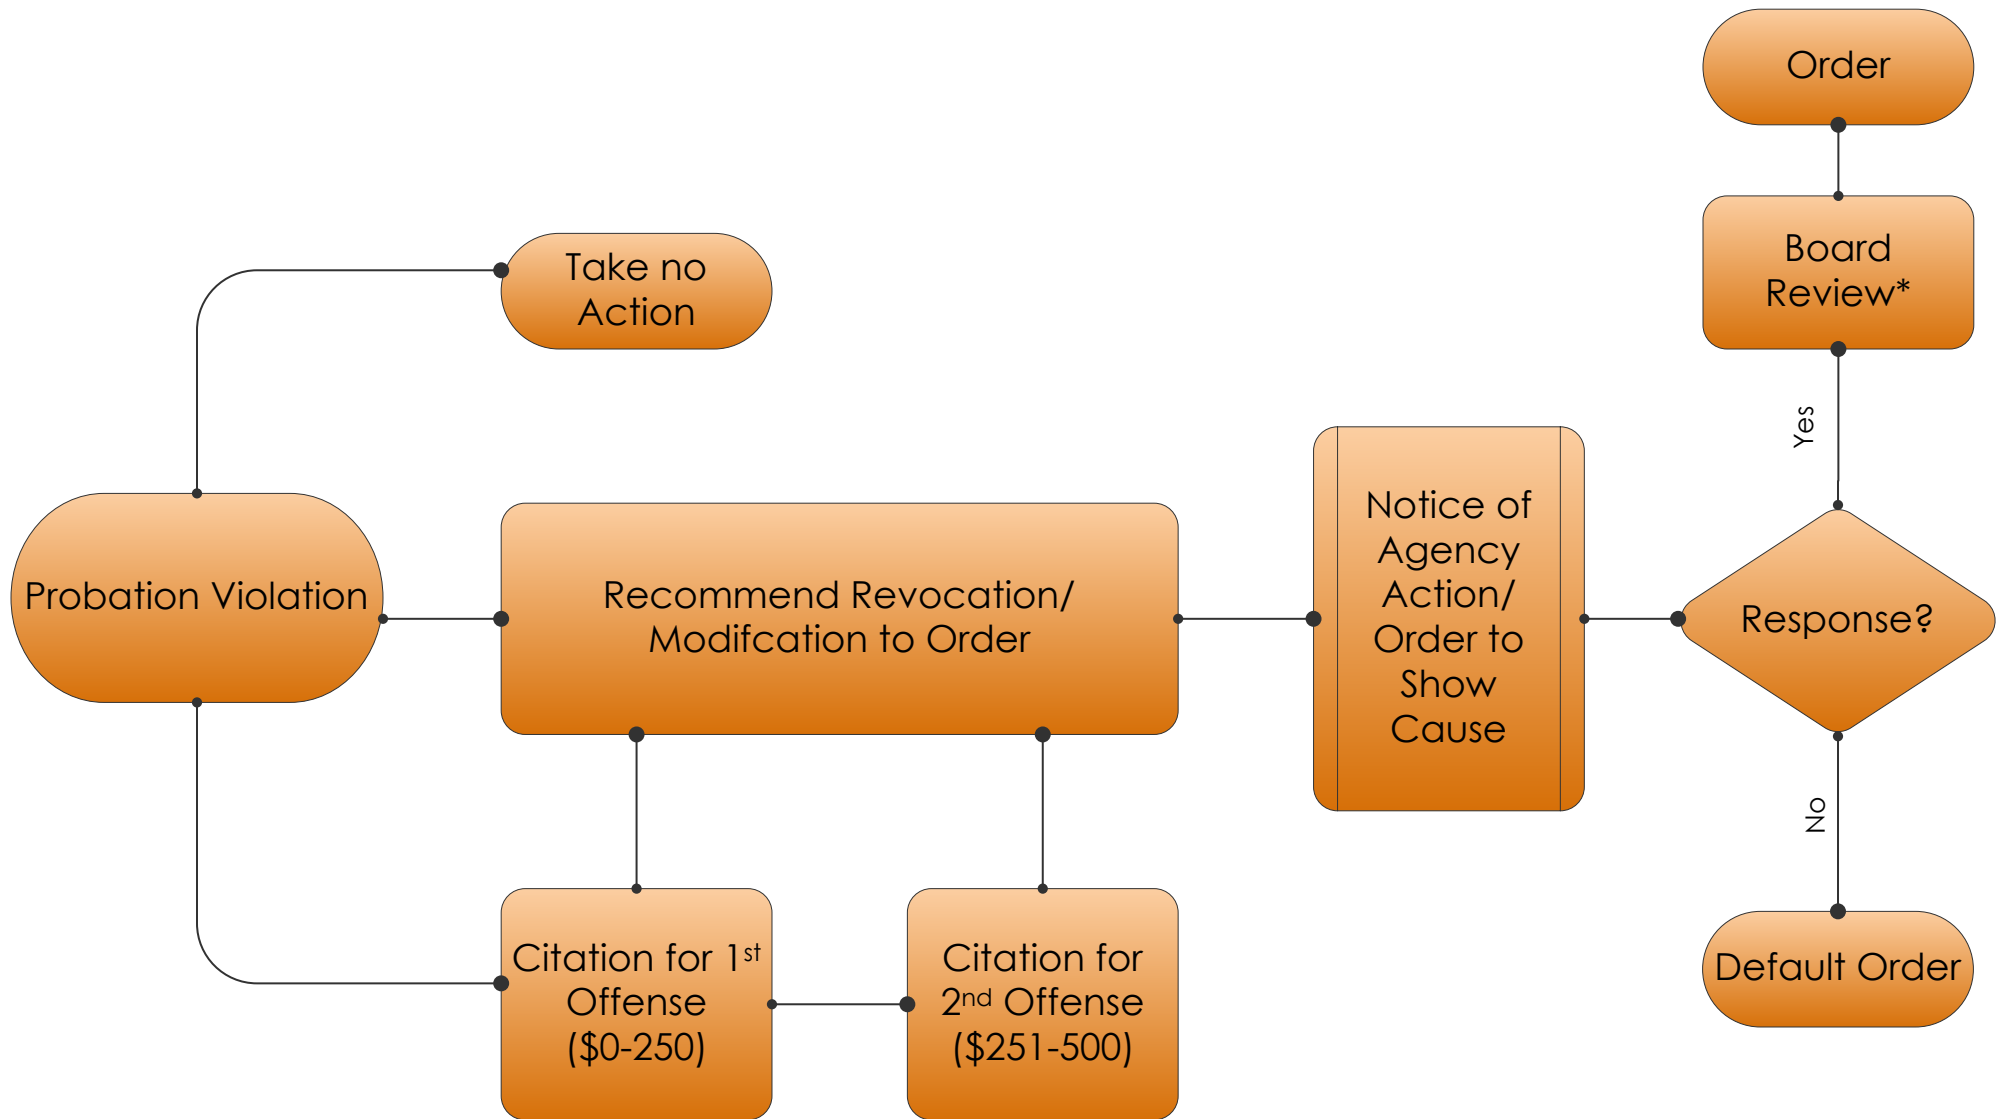 Order
Board
Review*
Yes
Take no
Action
Probation Violation
Recommend Revocation/
Modifcation to Order
Notice of
Agency
Action/
Order to
Show
Cause
Response?
No
Citation for 1st
Offense
($0-250)
Citation for
2nd Offense
($251-500)
Default Order